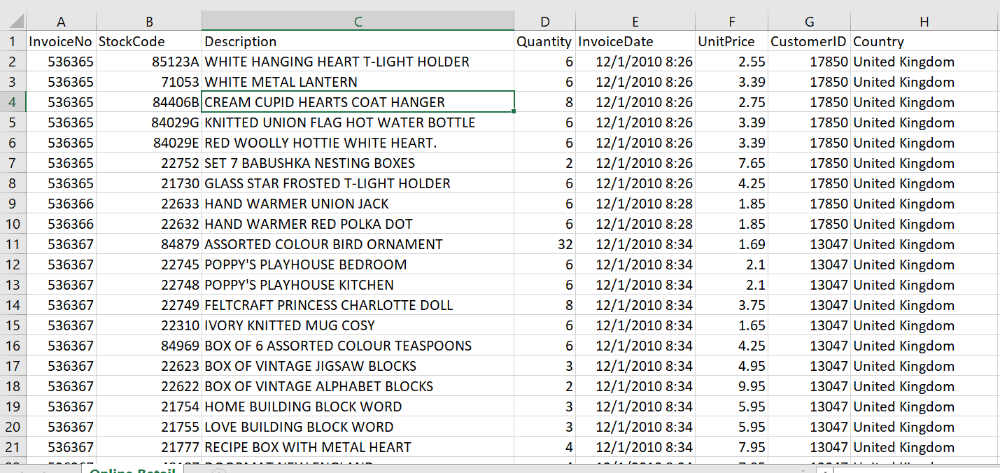 A B C D E F G H
1 InvoiceNo StockCode Description Quantity InvoiceDate UnitPrice CustomerID Country
2 536365 85123A WHITE HANGING HEART T-LIGHT HOLDER 6 12/1/2010 8:26 2.55 17850 United Kingdom
3 536365 71053 WHITE METAL LANTERN 6 12/1/2010 8:26 3.39 17850 United Kingdom
4 536365 84406B CREAM CUPID HEARTS COAT HANGER 8 12/1/2010 8:26 2.75 17850 United Kingdom
5 536365 84029G KNITTED UNION FLAG HOT WATER BOTTLE 6 12/1/2010 8:26 3.39 17850 United Kingdom
6 536365 84029E RED WOOLLY HOTTIE WHITE HEART. 6 12/1/2010 8:26 3.39 17850 United Kingdom
7 536365 22752 SET 7 BABUSHKA NESTING BOXES 2 12/1/2010 8:26 7.65 17850 United Kingdom
8 536365 21730 GLASS STAR FROSTED T-LIGHT HOLDER 6 12/1/2010 8:26 4.25 17850 United Kingdom
9 536366 22633 HAND WARMER UNION JACK 6 12/1/2010 8:28 1.85 17850 United Kingdom
10 536366 22632 HAND WARMER RED POLKA DOT 6 12/1/2010 8:28 1.85 17850 United Kingdom
11 536367 84879 ASSORTED COLOUR BIRD ORNAMENT 32 12/1/2010 8:34 1.69 13047 United Kingdom
12 536367 22745 POPPY'S PLAYHOUSE BEDROOM 6 12/1/2010 8:34 2.1 13047 United Kingdom
13 536367 22748 POPPY'S PLAYHOUSE KITCHEN 6 12/1/2010 8:34 2.1 13047 United Kingdom
14 536367 22749 FELTCRAFT PRINCESS CHARLOTTE DOLL 8 12/1/2010 8:34 3.75 13047 United Kingdom
15 536367 22310 IVORY KNITTED MUG COSY 6 12/1/2010 8:34 1.65 13047 United Kingdom
16 536367 84969 BOX OF 6 ASSORTED COLOUR TEASPOONS 6 12/1/2010 8:34 4.25 13047 United Kingdom
17 536367 22623 BOX OF VINTAGE JIGSAW BLOCKS 3 12/1/2010 8:34 4.95 13047 United Kingdom
18 536367 22622 BOX OF VINTAGE ALPHABET BLOCKS 2 12/1/2010 8:34 9.95 13047 United Kingdom
19 536367 21754 HOME BUILDING BLOCK WORD 3 12/1/2010 8:34 5.95 13047 United Kingdom
20 536367 21755 LOVE BUILDING BLOCK WORD 3 12/1/2010 8:34 5.95 13047 United Kingdom
21 536367 21777 RECIPE BOX WITH METAL HEART 4 12/1/2010 8:34 7.95 13047 United Kingdom
Online Retail